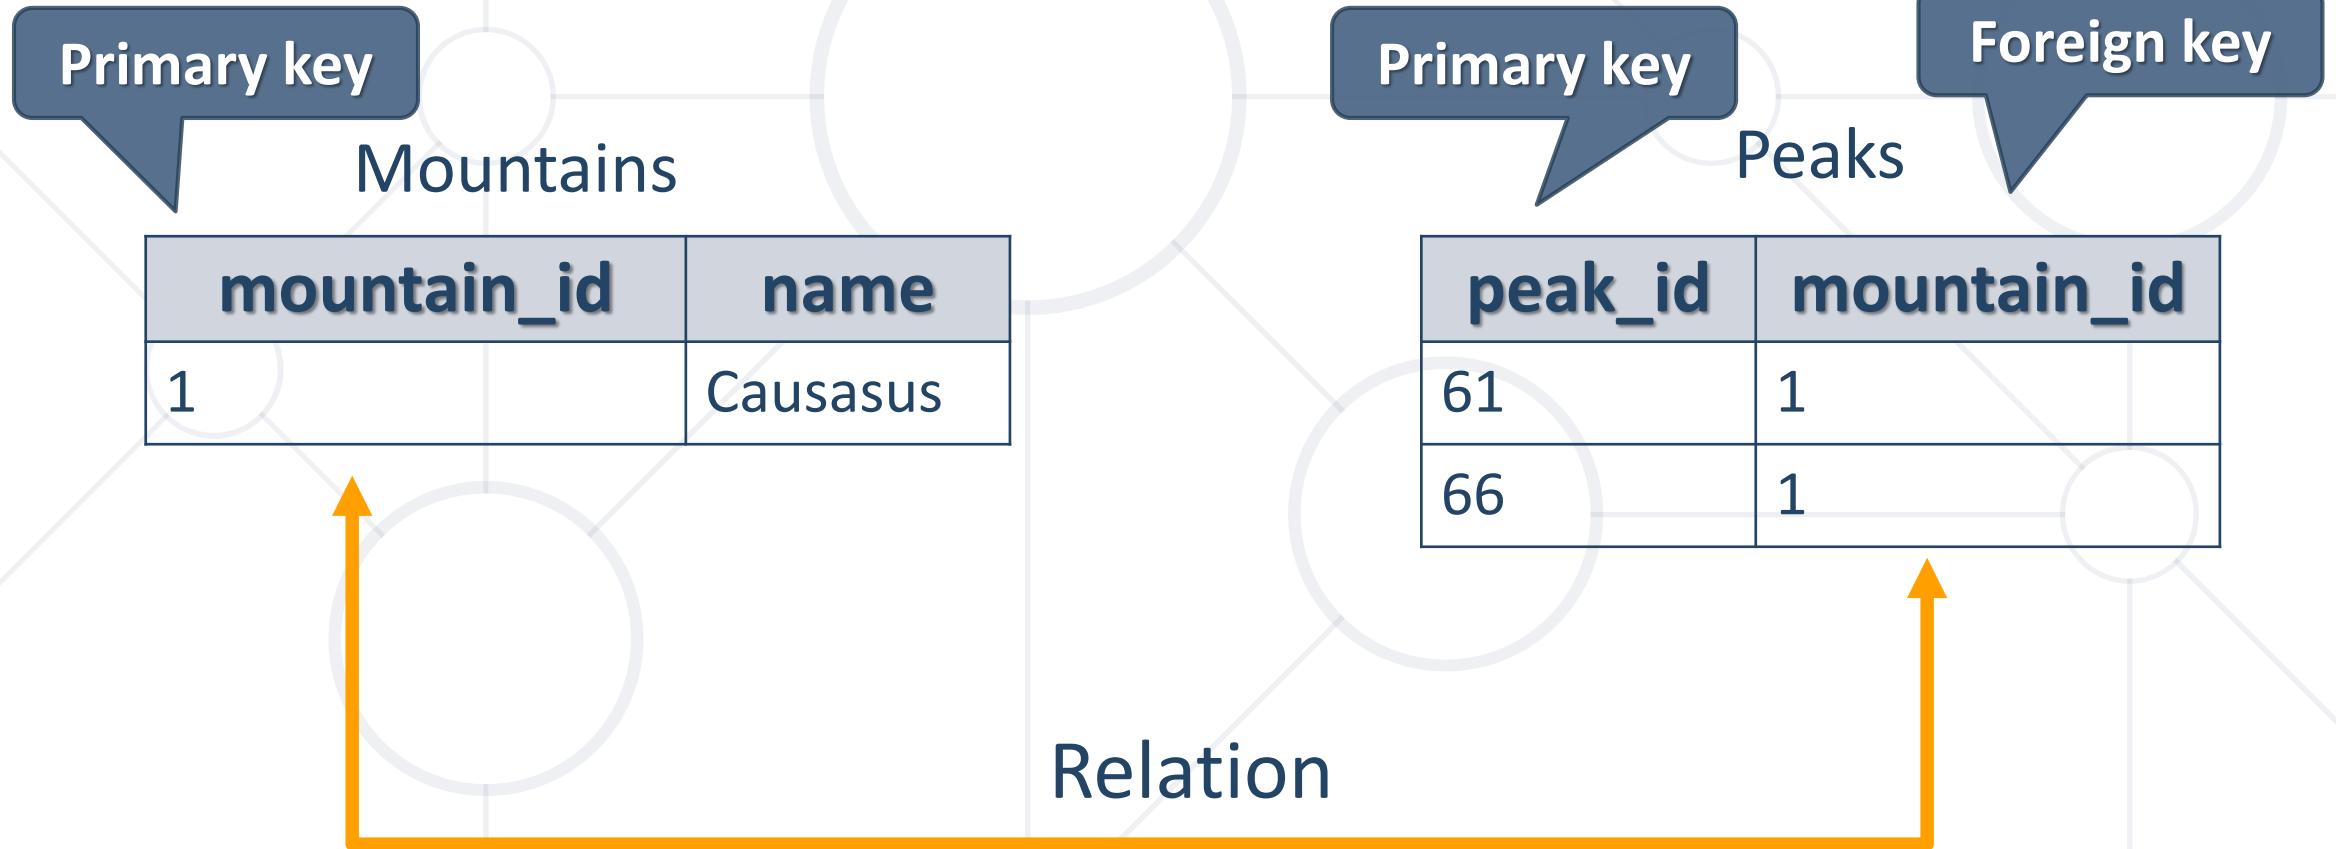 Primary key
Primary key
Foreign key
Mountains
Peaks
mountain_id name
1 Causasus
peak_id mountain_id
61 1
66 1
Relation